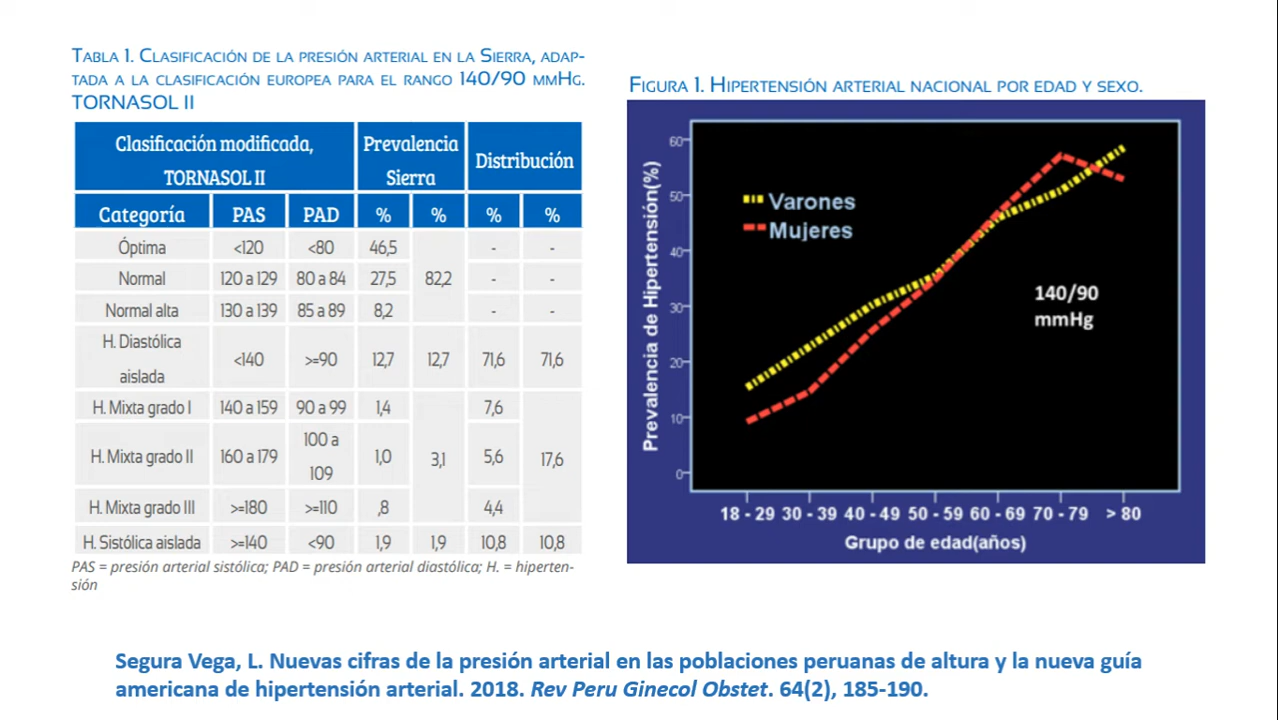 TABLA 1. CLASIFICACIÓN DE LA PRESIÓN ARTERIAL EN LA SIERRA, ADAP-
TADA A LA CLASIFICACIÓN EUROPEA PARA EL RANGO 140/90 MMHG.
TORNASOL II
Clasificación modificada, TORNASOL II Prevalencia Sierra Distribución
Categoría PAS PAD % % % %
Óptima <120 <80 46,5 - -
Normal 120 a 129 80 a 84 27,5 82,2 - -
Normal alta 130 a 139 85 a 89 8,2 - -
H. Diastólica aislada <140 >=90 12,7 12,7 71,6 71,6
H. Mixta grado I 140 a 159 90 a 99 1,4 7,6
H. Mixta grado II 160 a 179 100 a 109 1,0 3,1 5,6 17,6
H. Mixta grado III >=180 >=110 ,8 4,4
H. Sistólica aislada >=140 <90 1,9 1,9 10,8 10,8
PAS = presión arterial sistólica; PAD = presión arterial diastólica; H. = hiperten-
sión
FIGURA 1. HIPERTENSIÓN ARTERIAL NACIONAL POR EDAD Y SEXO.
Prevalencia de Hipertensión(%)
60
50
40
30
20
10
0
Varones
Mujeres
140/90
mmHg
18 - 29 30 - 39 40 - 49 50 - 59 60 - 69 70 - 79 > 80
Grupo de edad(años)
Segura Vega, L. Nuevas cifras de la presión arterial en las poblaciones peruanas de altura y la nueva guía
americana de hipertensión arterial. 2018. Rev Peru Ginecol Obstet. 64(2), 185-190.